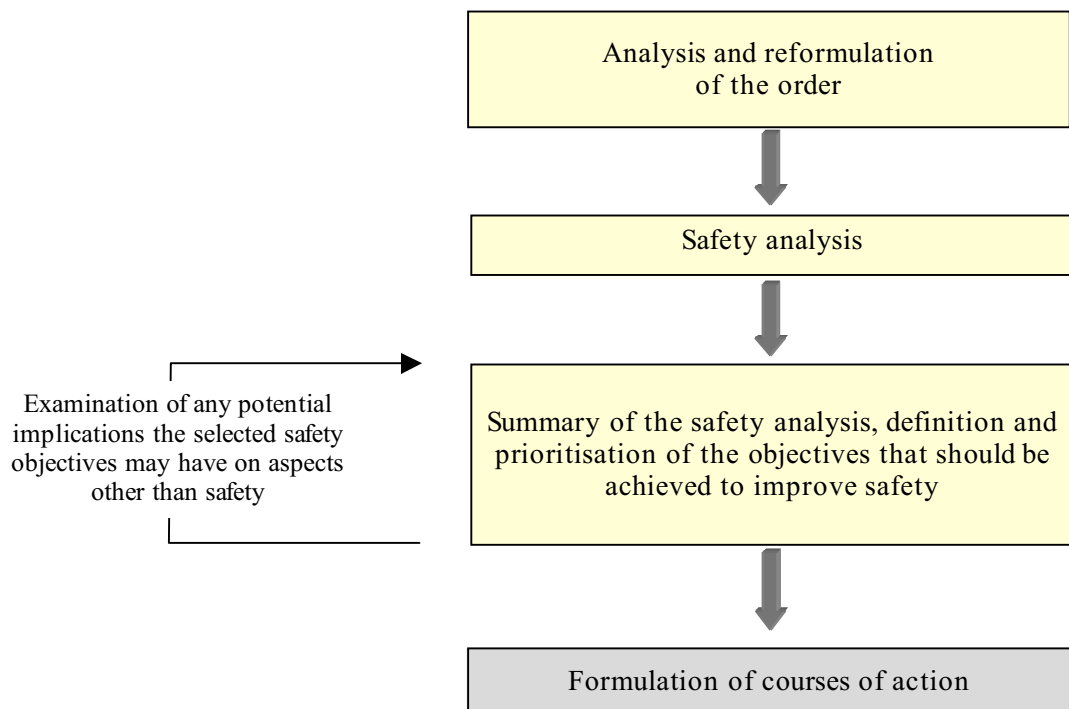 Analysis and reformulation
of the order
Safety analysis
Examination of any potential
implications the selected safety
objectives may have on aspects
other than safety
Summary of the safety analysis, definition and
prioritisation of the objectives that should be
achieved to improve safety
Formulation of courses of action